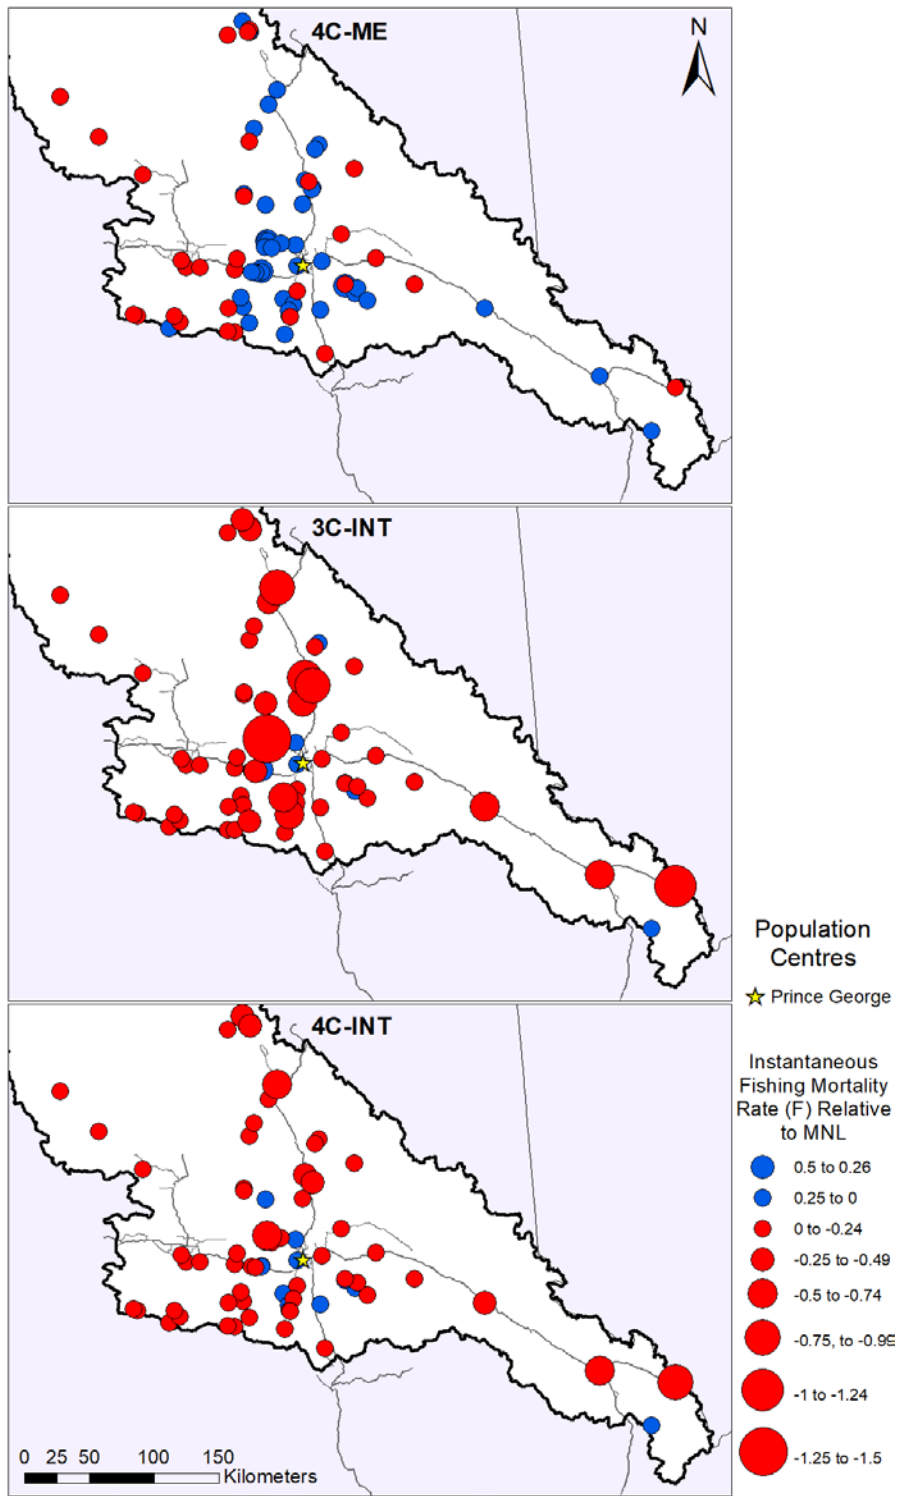 4C-ME
N
3C-INT
4C-INT
0 25 50 100 150
Kilometers
Population
Centres
Prince George
Instantaneous
Fishing Mortality
Rate (F) Relative
to MNL
0.5 to 0.26
0.25 to 0
0 to -0.24
-0.25 to -0.49
-0.5 to -0.74
-0.75, to -0.99
-1 to -1.24
-1.25 to -1.5